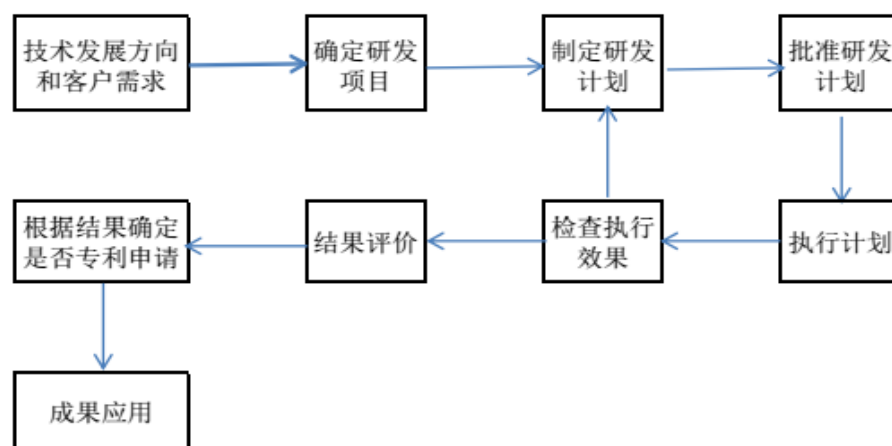 技术发展方向
和客户需求
确定研发
项目
制定研发
计划
批准研发
计划
根据结果确定
是否专利申请
结果评价
检查执行
效果
执行计划
成果应用